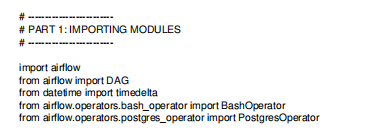 # -------------------------
# PART 1: IMPORTING MODULES
# -------------------------
import airflow
from airflow import DAG
from datetime import timedelta
from airflow.operators.bash_operator import BashOperator
from airflow.operators.postgres_operator import PostgresOperator